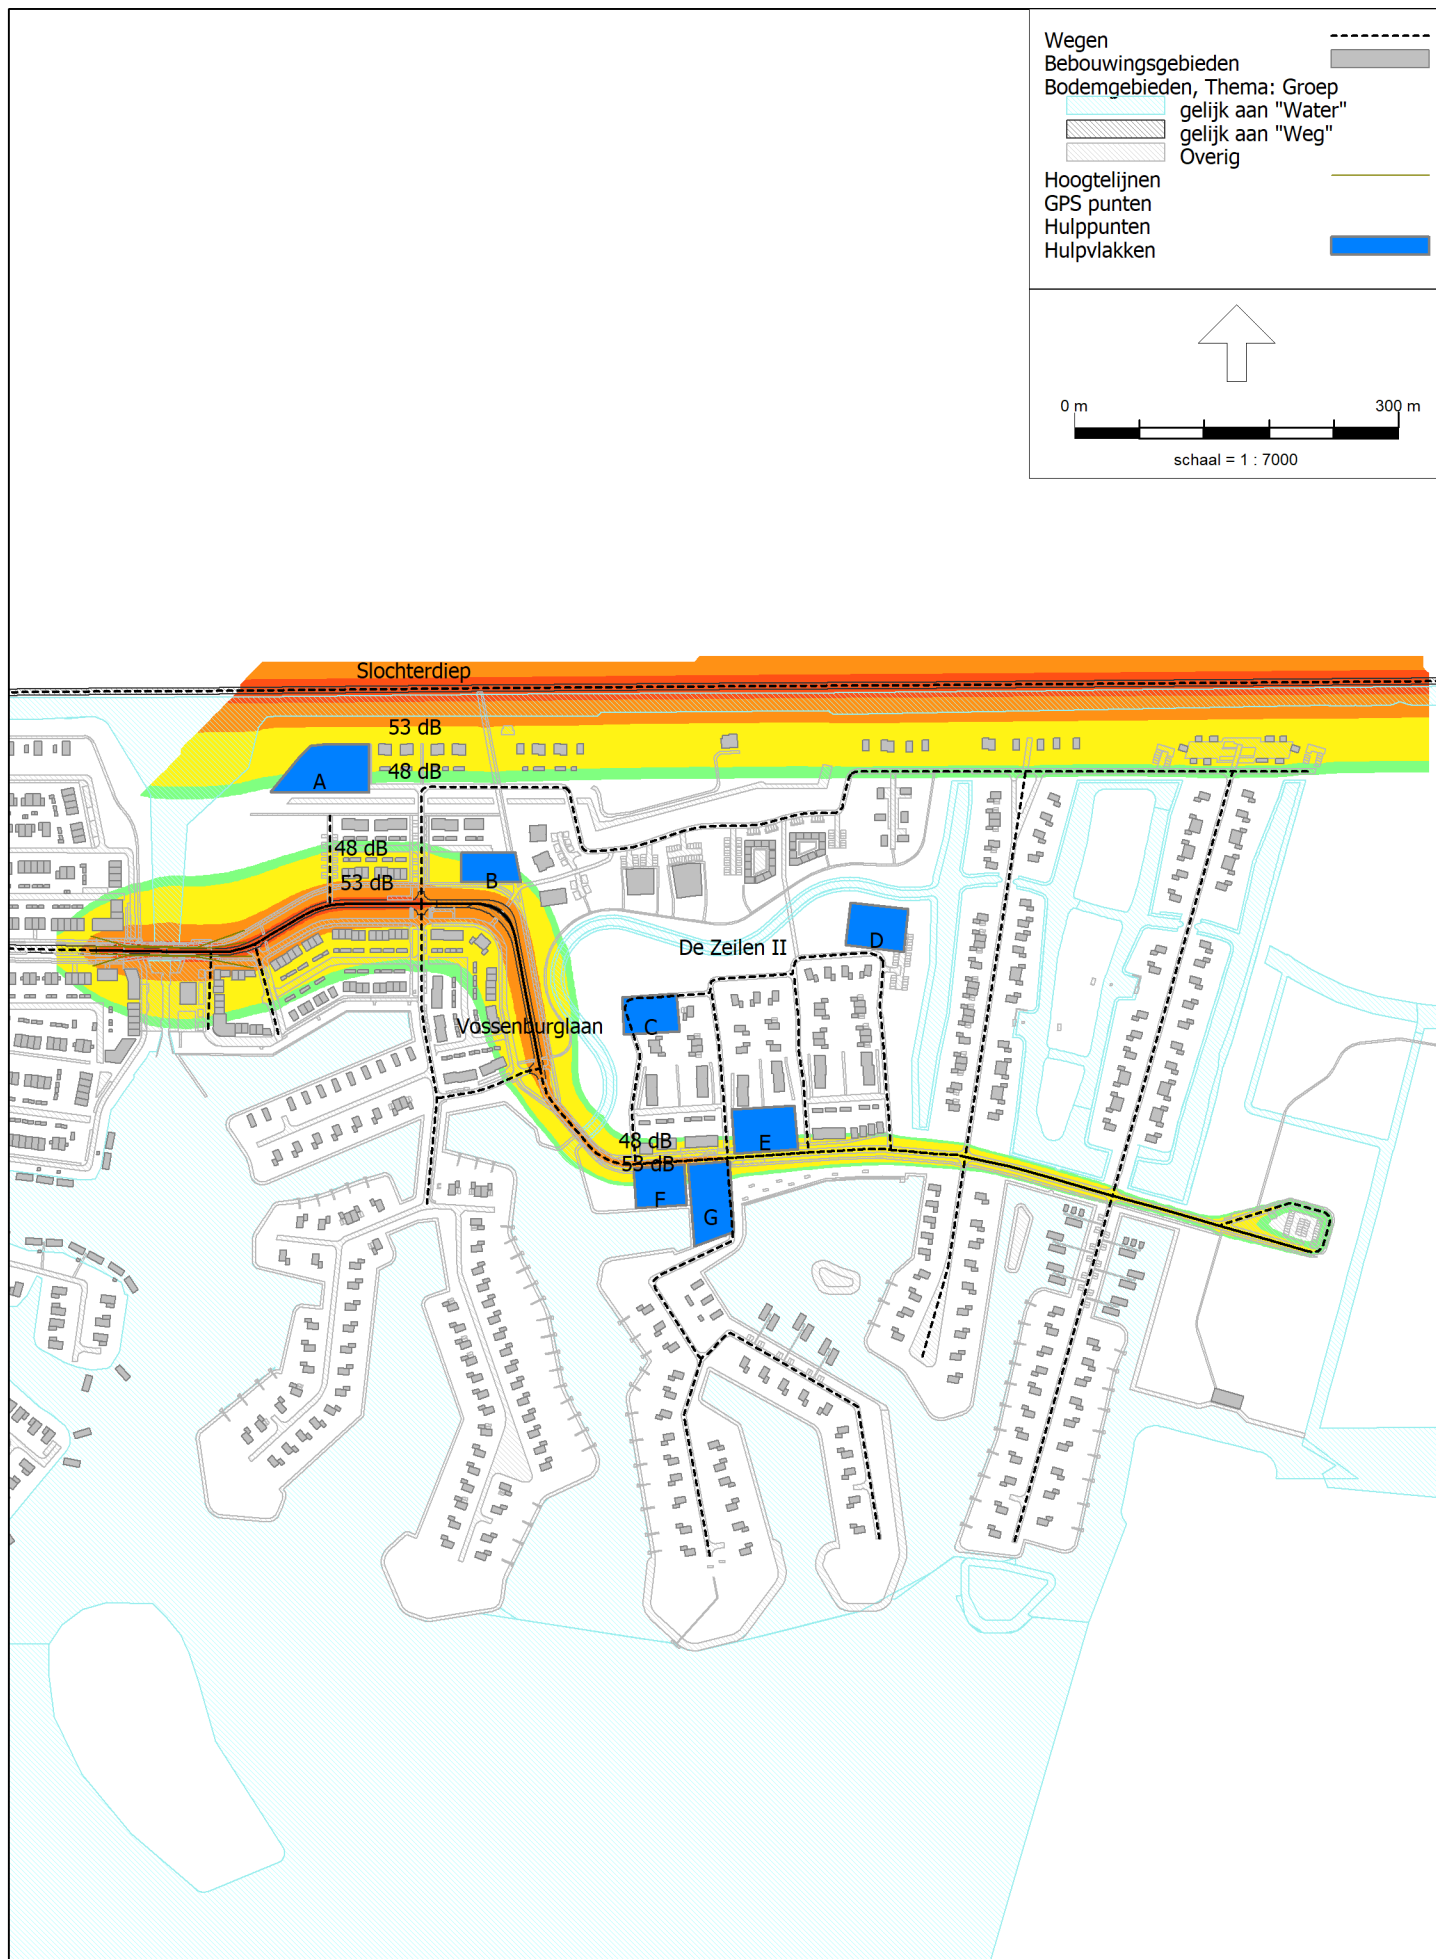 Wegen
Bebouwingsgebieden
Bodemgebieden, Thema: Groep
gelijk aan "Water"
gelijk aan "Weg"
Overig
Hoogtelijnen
GPS punten
Hulppunten
Hulpvlakken
0 m 300 m
schaal = 1 : 7000
Slochterdiep
53 dB
48 dB
A
48 dB
53 dB
B
De Zeilen II
D
Vossenburglaan
C
48 dB
E
53 dB
F
G